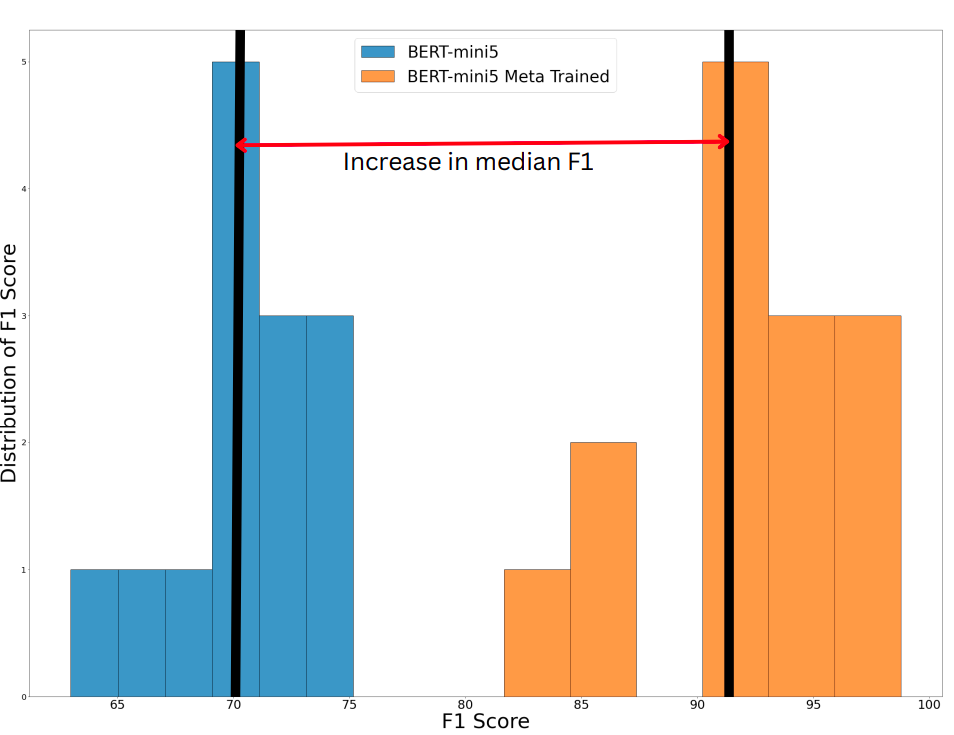 BERT-mini5
BERT-mini5 Meta Trained
Increase in median F1
Distribution of F1 Score
5
4
3
2
1
0
65 70 75 80 85 90 95 100
F1 Score